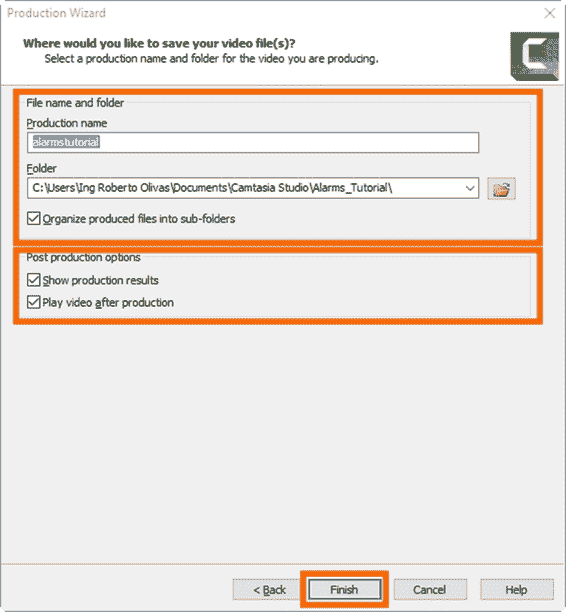 Production Wizard
Where would you like to save your video file(s)?
Select a production name and folder for the video you are producing.
File name and folder
Production name
alarmstutorial
Folder
C:\Users\Ing Roberto Olivas\Documents\Camtasia Studio\Alarms_Tutorial\
Organize produced files into sub-folders
Post production options
Show production results
Play video after production
< Back
Finish
Cancel
Help